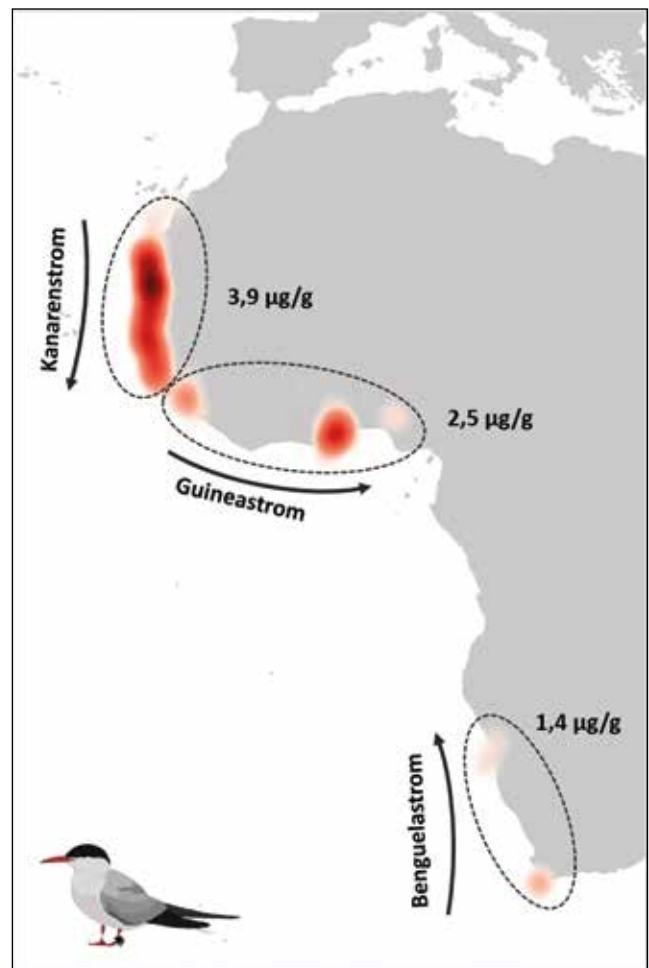 Kanarenstrom
3,9 µg/g
2,5 µg/g
Guineastrom
1,4 µg/g
Benguelastrom